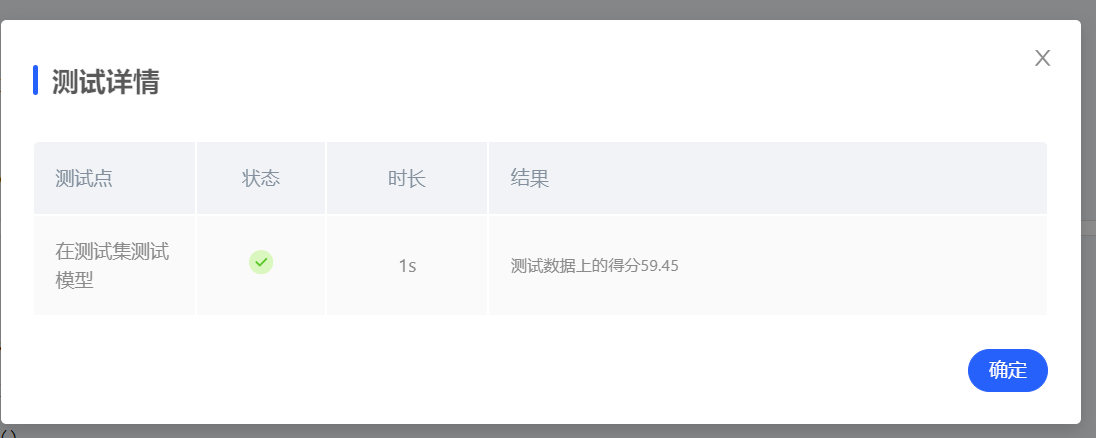 测试详情
测试点 状态 时长 结果
在测试集测试
模型
1s
测试数据上的得分59.45
确定
()